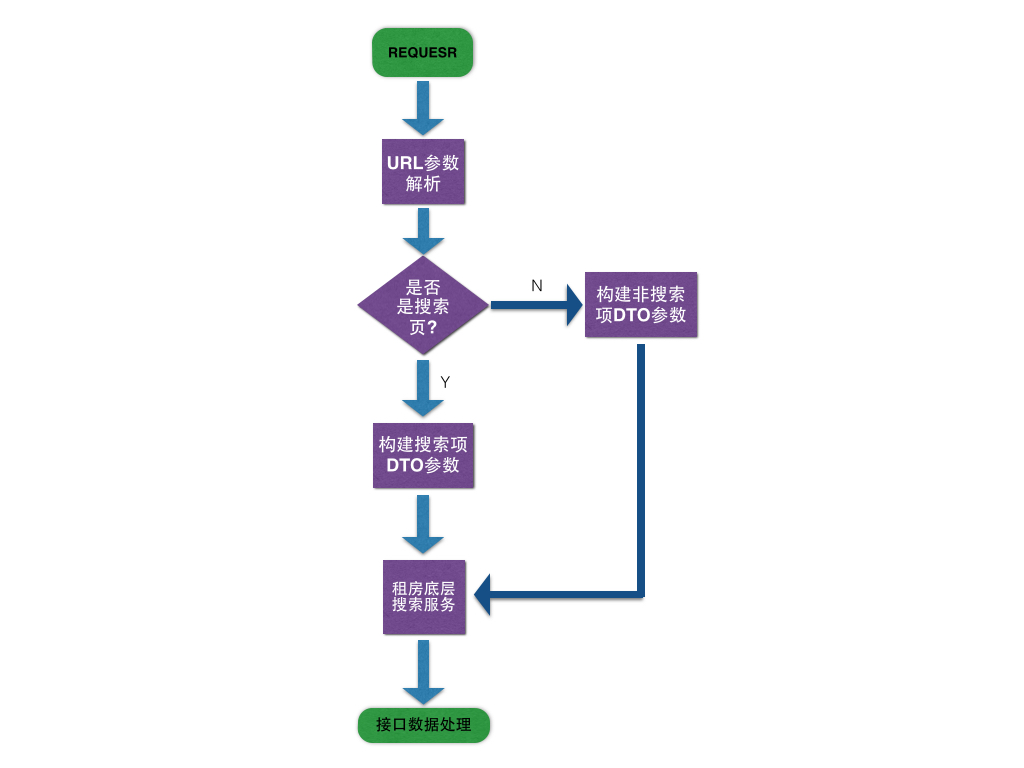 REQUESR
URL参数
解析
是否
是搜索
页?
N
构建非搜索
项DTO参数
Y
构建搜索项
DTO参数
租房底层
搜索服务
接口数据处理